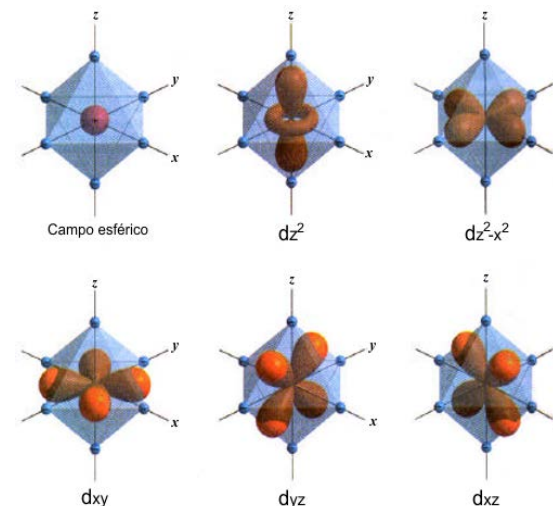 z z z
y y
x x
Campo esférico dz² dz²-x²
z z z
y y
x x
dxy dyz dxz